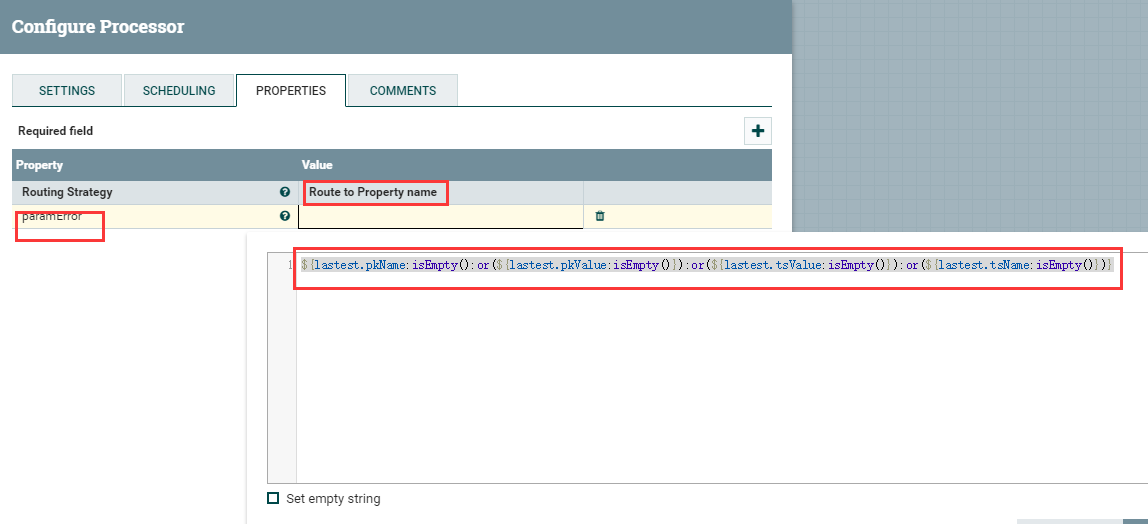 Configure Processor
SETTINGS SCHEDULING PROPERTIES COMMENTS
Required field
Property Value
Routing Strategy Route to Property name
paramError
1 ${lastest.pkName:isEmpty():or(${lastest.pkValue:isEmpty()}):or(${lastest.tsValue:isEmpty()}):or(${lastest.tsName:isEmpty()})}
Set empty string